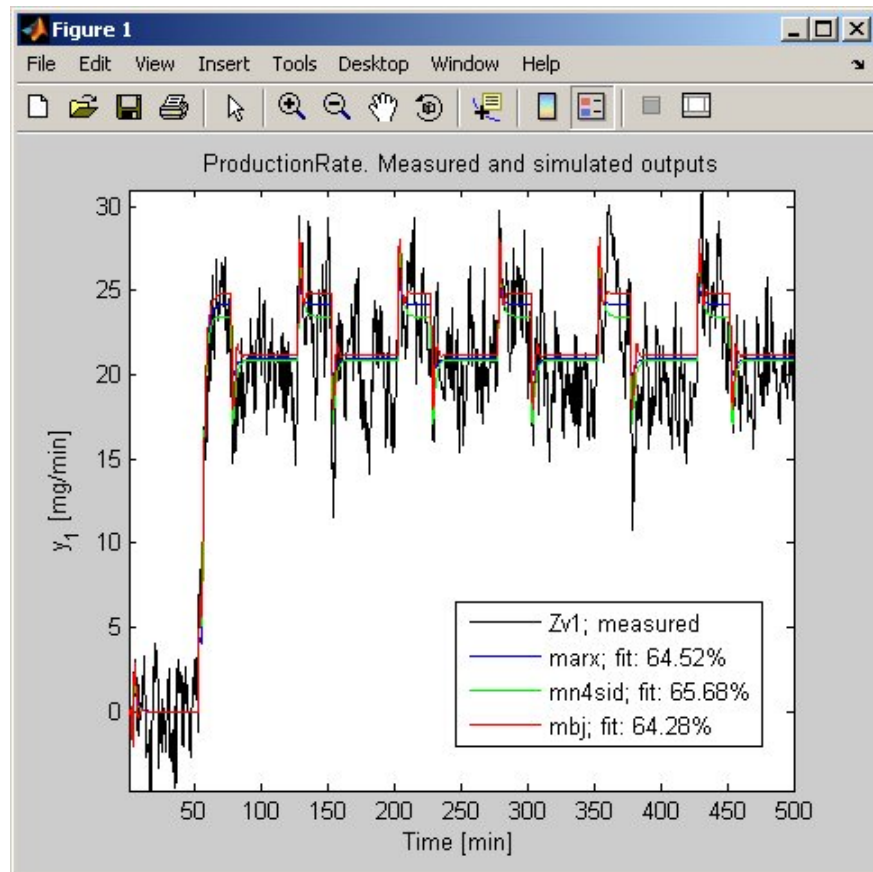 Figure 1
File Edit View Insert Tools Desktop Window Help
ProductionRate. Measured and simulated outputs
30
25
20
15
10
5
0
y1 [mg/min]
Zv1; measured
marx; fit: 64.52%
mn4sid; fit: 65.68%
mbj; fit: 64.28%
50 100 150 200 250 300 350 400 450 500
Time [min]